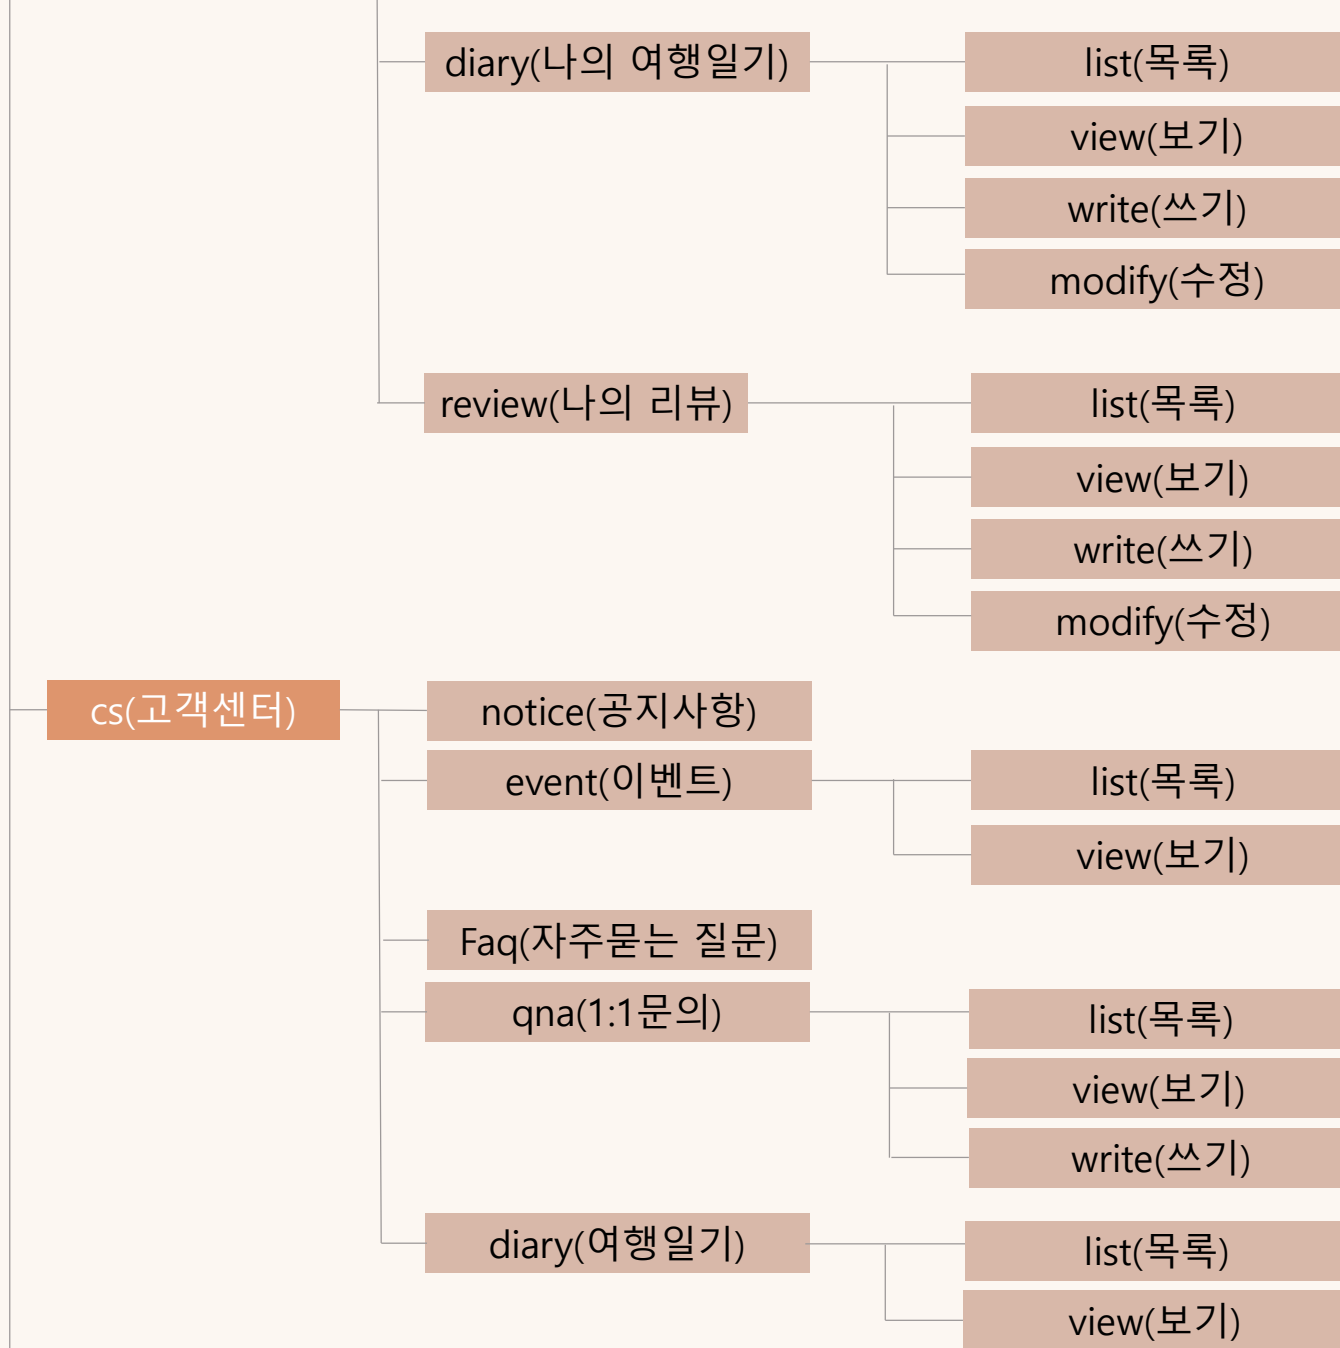 diary(나의 여행일기)
list(목록)
view(보기)
write(쓰기)
modify(수정)
review(나의 리뷰)
list(목록)
view(보기)
write(쓰기)
modify(수정)
cs(고객센터)
notice(공지사항)
event(이벤트)
list(목록)
view(보기)
Faq(자주묻는 질문)
qna(1:1문의)
list(목록)
view(보기)
write(쓰기)
diary(여행일기)
list(목록)
view(보기)